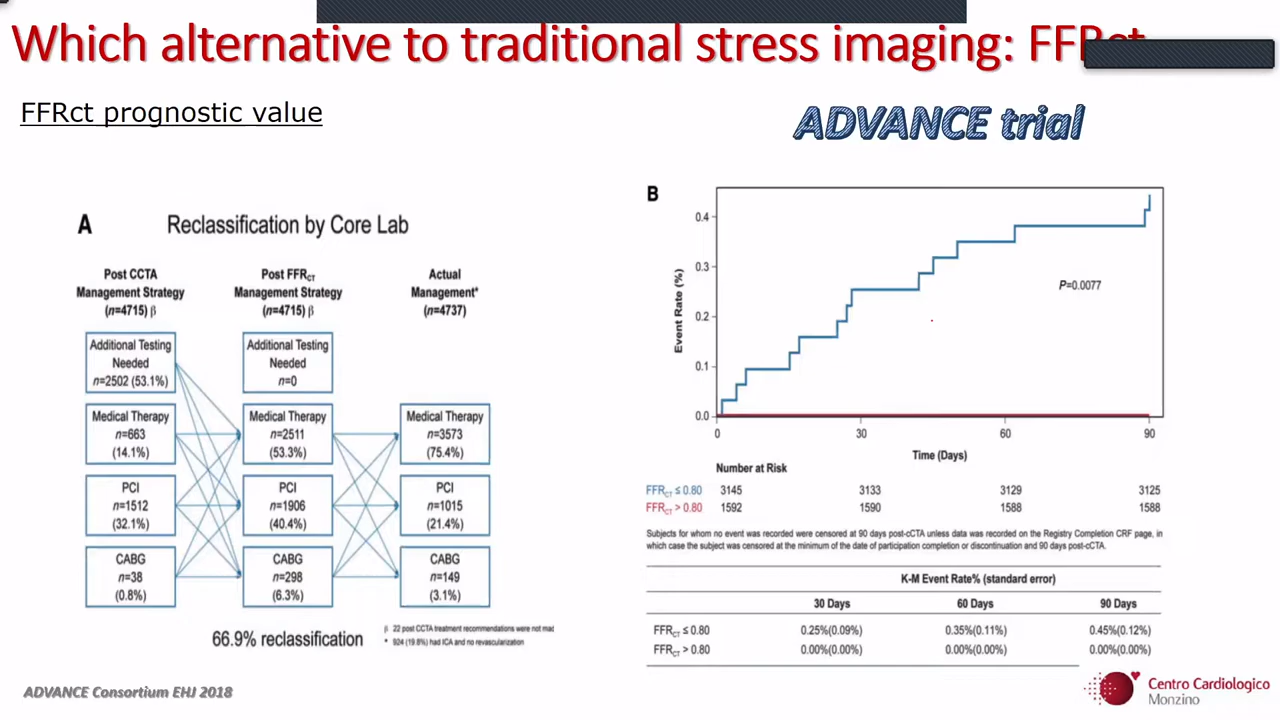 Which alternative to traditional stress imaging: FFRct
FFRct prognostic value
ADVANCE trial
A
Reclassification by Core Lab
Post CCTA
Management Strategy
(n=4715) β
Post FFRCT
Management Strategy
(n=4715) β
Actual
Management*
(n=4737)
Additional Testing
Needed
n=2502 (53.1%)
Additional Testing
Needed
n=0
Medical Therapy
n=663
(14.1%)
Medical Therapy
n=2511
(53.3%)
Medical Therapy
n=3573
(75.4%)
PCI
n=1512
(32.1%)
PCI
n=1906
(40.4%)
PCI
n=1015
(21.4%)
CABG
n=38
(0.8%)
CABG
n=298
(6.3%)
CABG
n=149
(3.1%)
66.9% reclassification
β 22 post CCTA treatment recommendations were not
* 924 (19.8%) had ICA and no revascularization
B
Event Rate (%)
0.4
0.3
0.2
0.1
0.0
P=0.0077
0 30 60 90
Time (Days)
Number at Risk
FFRCT ≤ 0.80 3145 3133 3129 3125
FFRCT > 0.80 1592 1590 1588 1588
Subjects for whom no event was recorded were censored at 90 days post-cCTA unless data was recorded on the Registry Completion CRF page, in
which case the subject was censored at the minimum of the date of participation completion or discontinuation and 90 days post-cCTA.
K-M Event Rate% (standard error)
30 Days 60 Days 90 Days
FFRCT ≤ 0.80 0.25%(0.09%) 0.35%(0.11%) 0.45%(0.12%)
FFRCT > 0.80 0.00%(0.00%) 0.00%(0.00%) 0.00%(0.00%)
ADVANCE Consortium EHJ 2018
Centro Cardiologico
Monzino